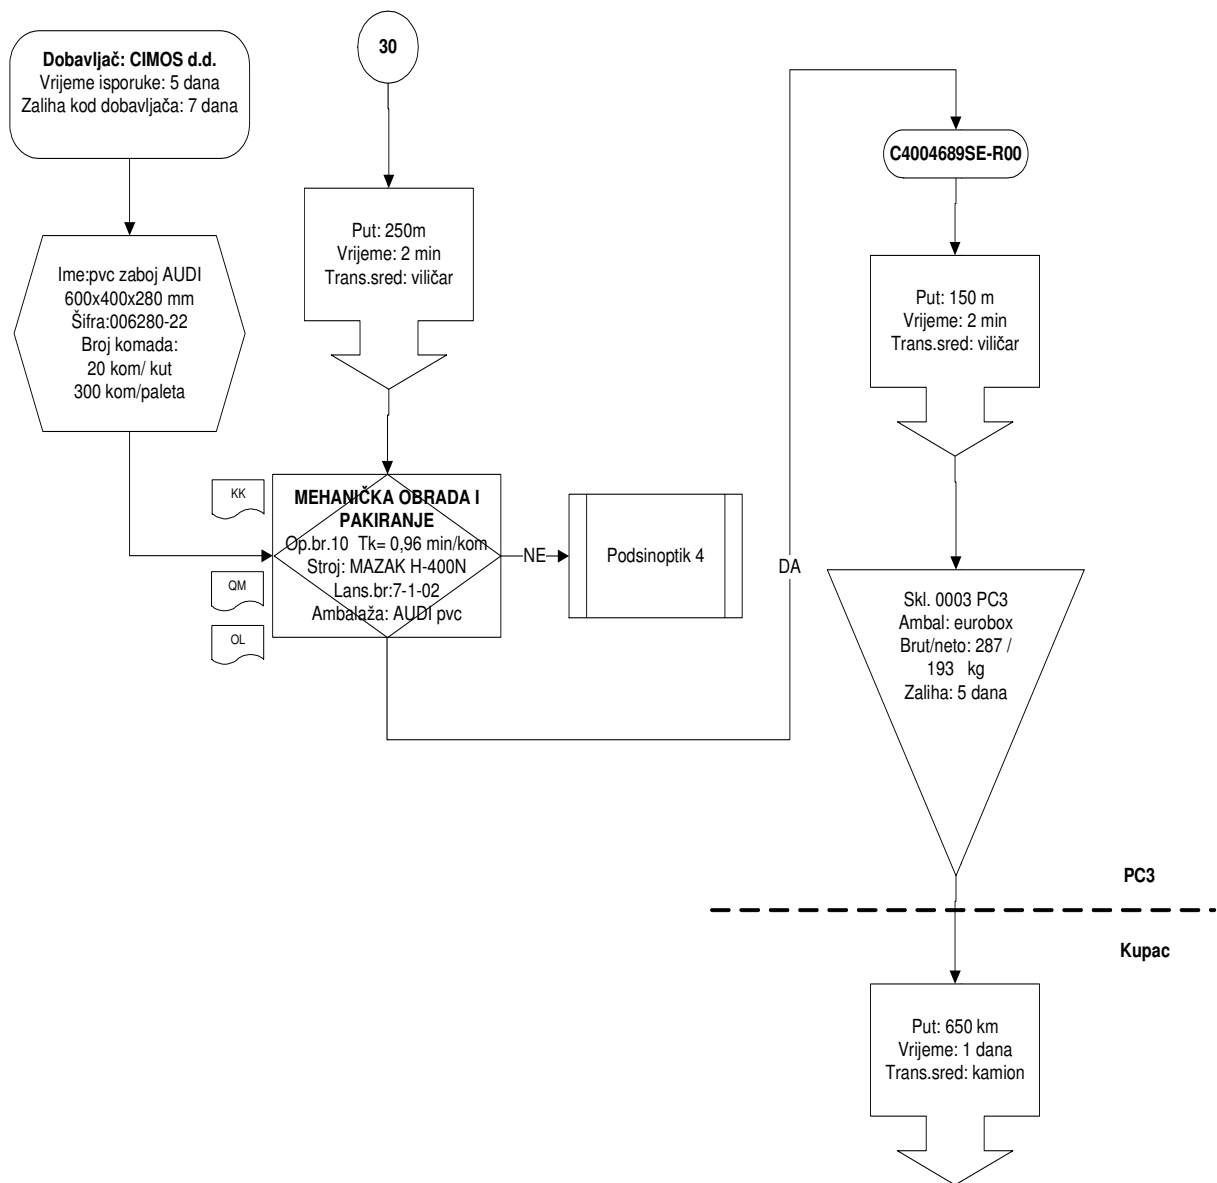 Dobavljač: CIMOS d.d.
Vrijeme isporuke: 5 dana
Zaliha kod dobavljača: 7 dana
Ime:pvc zaboj AUDI
600x400x280 mm
Šifra:006280-22
Broj komada:
20 kom/ kut
300 kom/paleta
30
Put: 250m
Vrijeme: 2 min
Trans.sred: viličar
KK
QM
OL
MEHANIČKA OBRADA I
PAKIRANJE
Op.br.10 Tk= 0,96 min/kom
Stroj: MAZAK H-400N
Lans.br:7-1-02
Ambalaža: AUDI pvc
NE
Podsinoptik 4
DA
C4004689SE-R00
Put: 150 m
Vrijeme: 2 min
Trans.sred: viličar
Skl. 0003 PC3
Ambal: eurobox
Brut/neto: 287 /
193 kg
Zaliha: 5 dana
PC3
Kupac
Put: 650 km
Vrijeme: 1 dana
Trans.sred: kamion